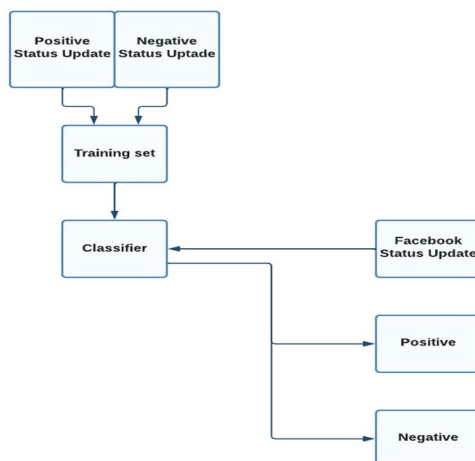 Positive
Status Update
Negative
Status Uptade
Training set
Classifier
Facebook
Status Update
Positive
Negative